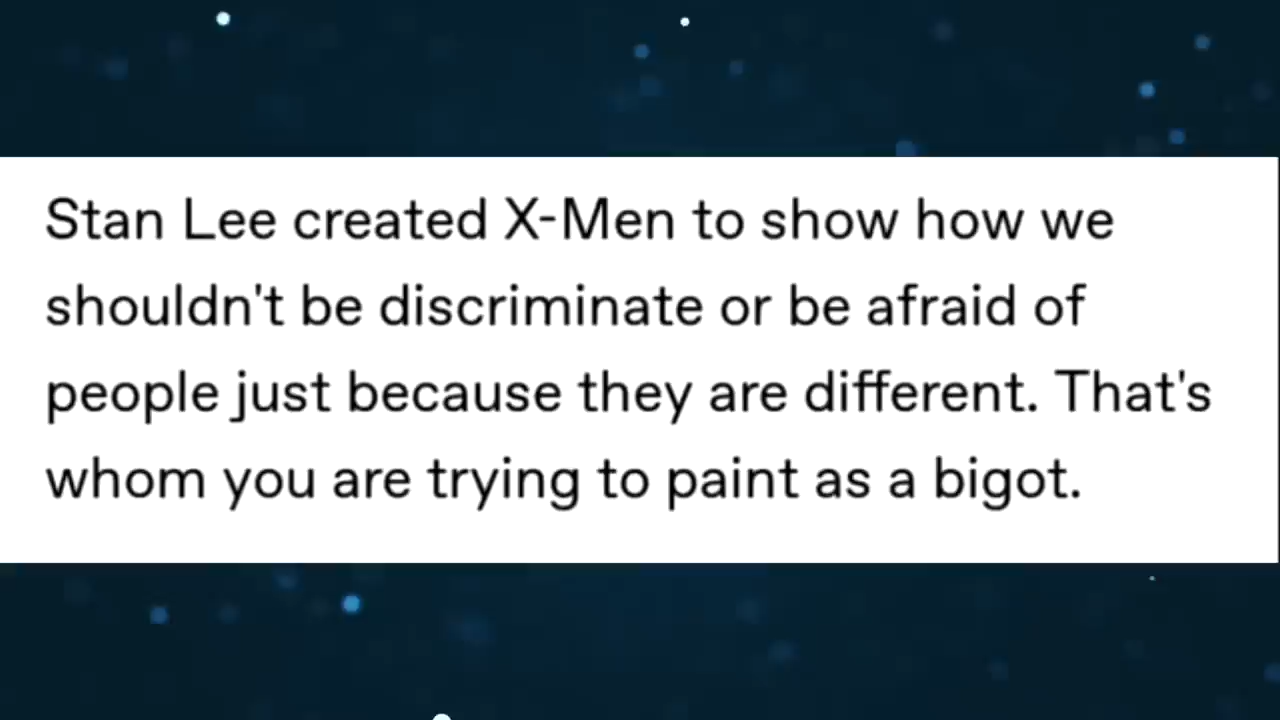 Stan Lee created X-Men to show how we
shouldn't be discriminate or be afraid of
people just because they are different. That's
whom you are trying to paint as a bigot.